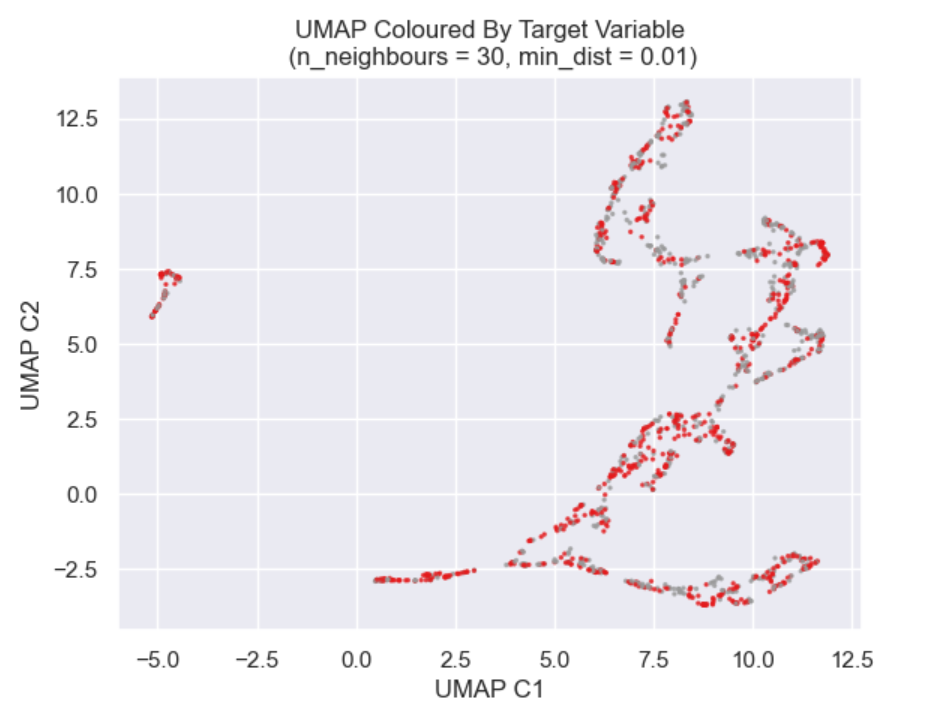 UMAP Coloured By Target Variable
(n_neighbours = 30, min_dist = 0.01)
12.5
10.0
7.5
5.0
2.5
0.0
−2.5
UMAP C2
−5.0 −2.5 0.0 2.5 5.0 7.5 10.0 12.5
UMAP C1